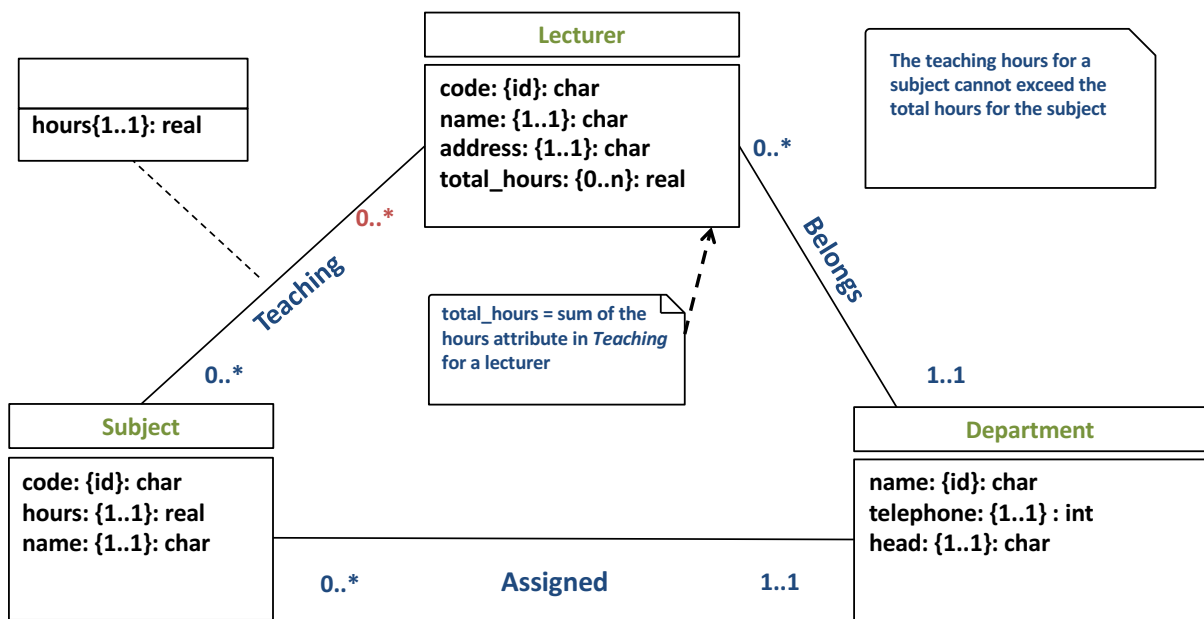 Lecturer
code: {id}: char
name: {1..1}: char
address: {1..1}: char
total_hours: {0..n}: real
hours{1..1}: real
The teaching hours for a
subject cannot exceed the
total hours for the subject
0..*
0..*
Teaching
0..*
Belongs
1..1
total_hours = sum of the
hours attribute in Teaching
for a lecturer
Subject
code: {id}: char
hours: {1..1}: real
name: {1..1}: char
Department
name: {id}: char
telephone: {1..1} : int
head: {1..1}: char
0..*
Assigned
1..1